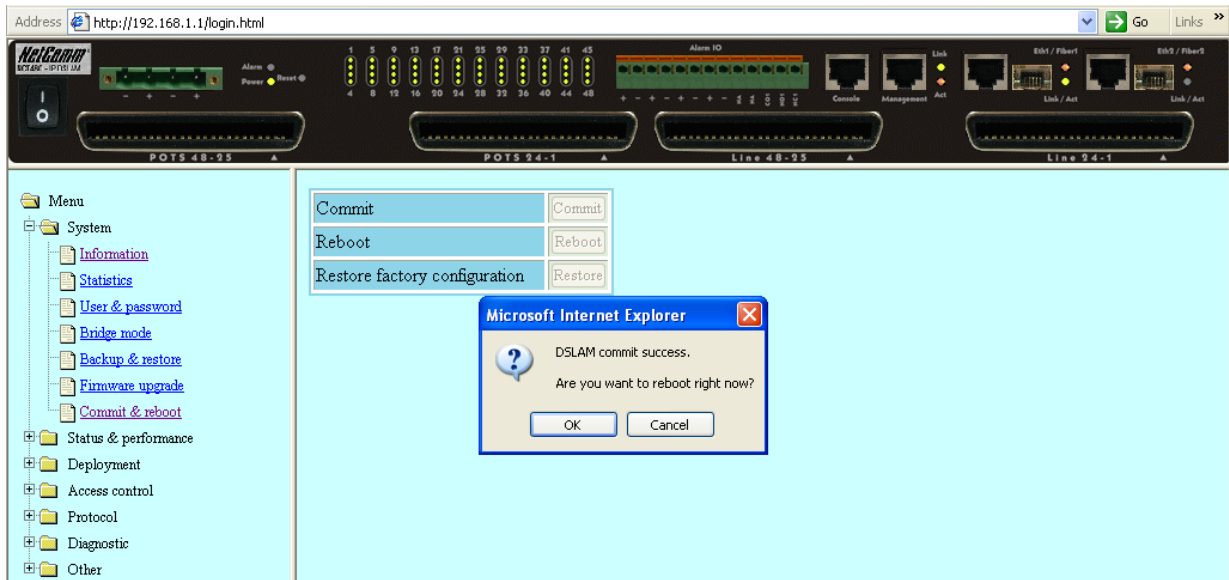 Address http://192.168.1.1/login.html Go Links »
NetComm
Alarm
Power Reset
1 5 9 13 17 21 25 29 33 37 41 45
4 8 12 16 20 24 28 32 36 40 44 48
Alarm IO
- + - +
+ - + - + - + - NA NA CO1 NO1 NC1
Console
Management
Link
Act
Eth1 / Fiber1
Link / Act
Eth2 / Fiber2
Link / Act
POTS 48-25
POTS 24-1
Line 48-25
Line 24-1
Menu
System
Information
Statistics
User & password
Bridge mode
Backup & restore
Firmware upgrade
Commit & reboot
Status & performance
Deployment
Access control
Protocol
Diagnostic
Other
Commit Commit
Reboot Reboot
Restore factory configuration Restore
Microsoft Internet Explorer
DSLAM commit success.
Are you want to reboot right now?
OK Cancel